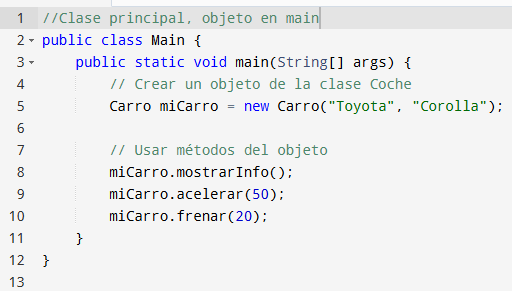 1 //Clase principal, objeto en main
2 public class Main {
3 public static void main(String[] args) {
4 // Crear un objeto de la clase Coche
5 Carro miCarro = new Carro("Toyota", "Corolla");
6
7 // Usar métodos del objeto
8 miCarro.mostrarInfo();
9 miCarro.acelerar(50);
10 miCarro.frenar(20);
11 }
12 }
13